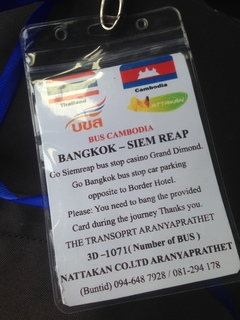 Thailand
Cambodia
บขส
NATTAKAN
BUS CAMBODIA
BANGKOK – SIEM REAP
Go Siemreap bus stop casino Grand Dimond.
Go Bangkok bus stop car parking
opposite to Border Hotel.
Please: You need to bang the provided
Card during the journey Thank you.
THE TRANSOPRT ARANYAPRATHET
3D –1071( Number of BUS )
NATTAKAN CO.LTD ARANYAPRATHET
(Buntid) 094-648 7928 / 081-294 178